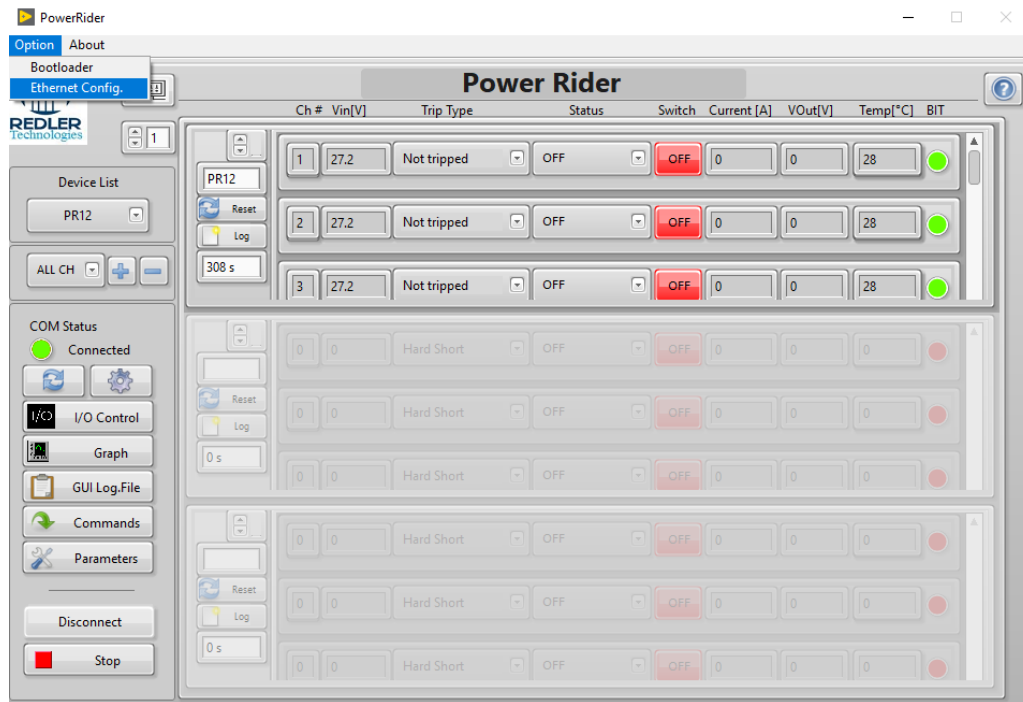 PowerRider
Option About
Bootloader
Ethernet Config.
REDLER
Technologies
1
Device List
PR12
ALL CH
COM Status
Connected
I/O I/O Control
Graph
GUI Log.File
Commands
Parameters
Disconnect
Stop
Power Rider
Ch # Vin[V] Trip Type Status Switch Current [A] VOut[V] Temp[°C] BIT
PR12
Reset
Log
308 s
1 27.2 Not tripped OFF OFF 0 0 28
2 27.2 Not tripped OFF OFF 0 0 28
3 27.2 Not tripped OFF OFF 0 0 28
Reset
Log
0 s
0 0 Hard Short OFF OFF 0 0 0
0 0 Hard Short OFF OFF 0 0 0
0 0 Hard Short OFF OFF 0 0 0
Reset
Log
0 s
0 0 Hard Short OFF OFF 0 0 0
0 0 Hard Short OFF OFF 0 0 0
0 0 Hard Short OFF OFF 0 0 0